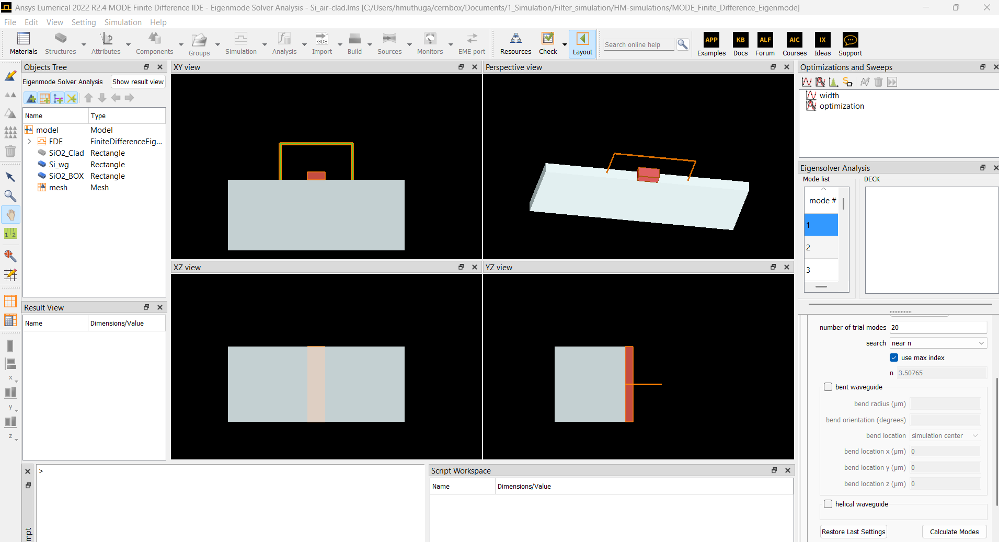 Ansys Lumerical 2022 R2.4 MODE Finite Difference IDE - Eigenmode Solver Analysis - Si_air-clad.lms [C:/Users/hmuthuga/cernbox/Documents/1_Simulation/Filter_simulation/HM-simulations/MODE_Finite_Difference_Eigenmode]
File Edit View Setting Simulation Help
Materials Structures Attributes Components Groups Simulation Analysis GDS Import Build Sources Monitors EME port Resources Check Layout Search online help APP Examples KB Docs ALF Forum AIC Courses IX Ideas Support
Objects Tree
Eigenmode Solver Analysis Show result view
Name Type
model Model
FDE FiniteDifferenceEig...
SiO2_Clad Rectangle
Si_wg Rectangle
SiO2_BOX Rectangle
mesh Mesh
Result View
Name Dimensions/Value
1 2
x
y
z
XY view
Perspective view
XZ view
YZ view
Optimizations and Sweeps
width
optimization
Eigensolver Analysis
Mode list
DECK
mode #
1
2
3
number of trial modes 20
search near n
use max index
n 3.50765
bent waveguide
bend radius (µm)
bend orientation (degrees)
bend location simulation center
bend location x (µm) 0
bend location y (µm) 0
bend location z (µm) 0
helical waveguide
Restore Last Settings Calculate Modes
mpt
>
Script Workspace
Name Dimensions/Value